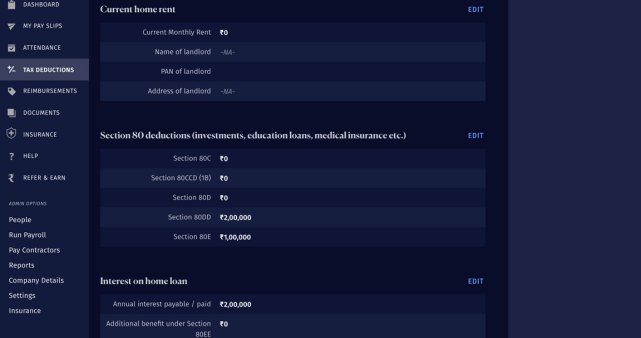 DASHBOARD
MY PAY SLIPS
ATTENDANCE
TAX DEDUCTIONS
REIMBURSEMENTS
DOCUMENTS
INSURANCE
? HELP
₹ REFER & EARN
ADMIN OPTIONS
People
Run Payroll
Pay Contractors
Reports
Company Details
Settings
Insurance
Current home rent EDIT
Current Monthly Rent ₹0
Name of landlord -NA-
PAN of landlord
Address of landlord -NA-
Section 80 deductions (investments, education loans, medical insurance etc.) EDIT
Section 80C ₹0
Section 80CCD (1B) ₹0
Section 80D ₹0
Section 80DD ₹2,00,000
Section 80E ₹1,00,000
Interest on home loan EDIT
Annual interest payable / paid ₹2,00,000
Additional benefit under Section ₹0
80EE